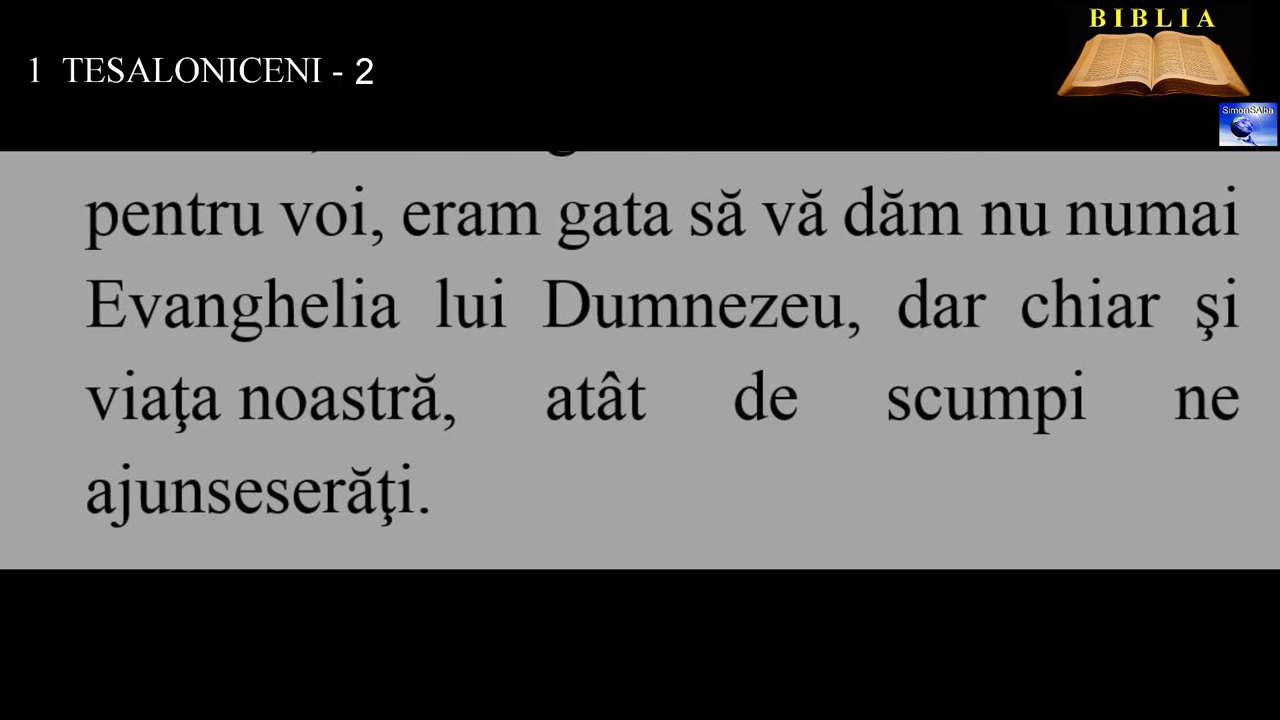 BIBLIA
1 TESALONICENI - 2
SimonSAlba
pentru voi, eram gata să vă dăm nu numai
Evanghelia lui Dumnezeu, dar chiar şi
viaţa noastră, atât de scumpi ne
ajunseserăţi.